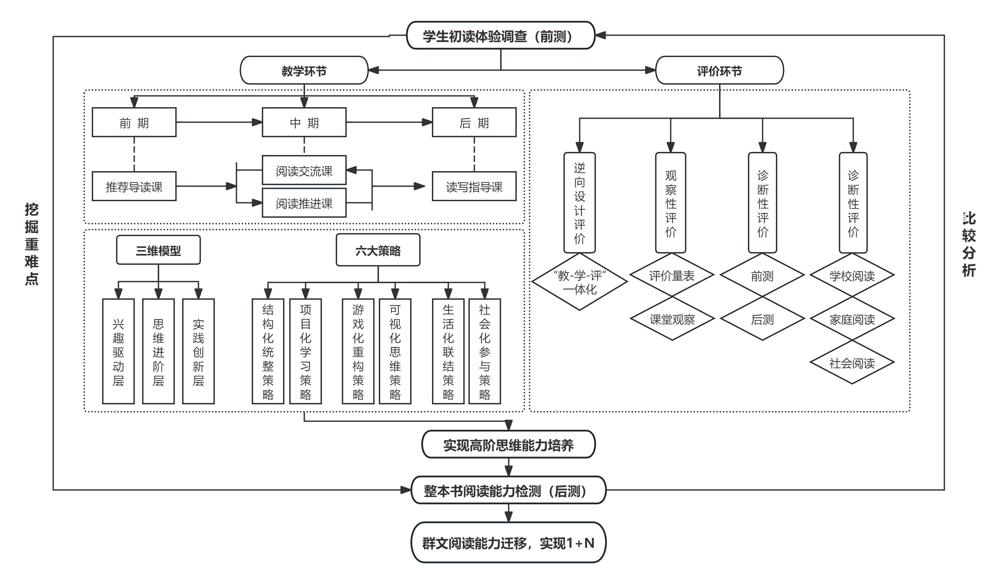 学生初读体验调查（前测）
教学环节
评价环节
前 期
中 期
后 期
推荐导读课
阅读交流课
阅读推进课
读写指导课
逆向设计评价
观察性评价
诊断性评价
诊断性评价
挖掘重难点
比较分析
三维模型
六大策略
“教-学-评”
一体化
评价量表
前测
学校阅读
课堂观察
后测
家庭阅读
社会阅读
兴趣驱动层
思维进阶层
实践创新层
结构化统整策略
项目化学习策略
游戏化重构策略
可视化思维策略
生活化联结策略
社会化参与策略
实现高阶思维能力培养
整本书阅读能力检测（后测）
群文阅读能力迁移，实现1+N